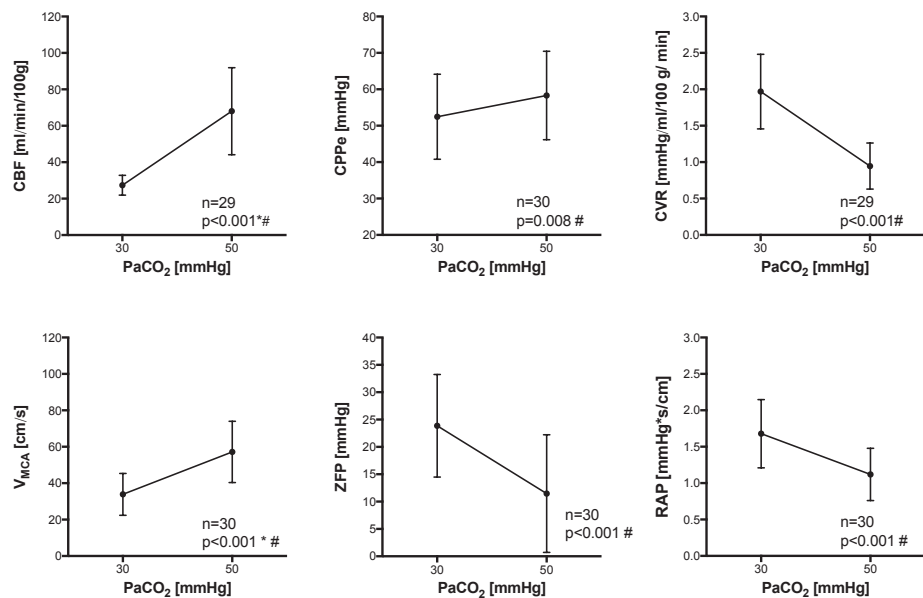 CBF [ml/min/100g]
120
100
80
60
40
20
0
n=29
p<0.001*#
30
50
PaCO2 [mmHg]
CPPe [mmHg]
80
70
60
50
40
30
20
n=30
p=0.008 #
30
50
PaCO2 [mmHg]
CVR [mmHg/ml/100 g/ min]
3.0
2.5
2.0
1.5
1.0
0.5
0.0
n=29
p<0.001#
30
50
PaCO2 [mmHg]
VMCA [cm/s]
120
100
80
60
40
20
0
n=30
p<0.001 * #
30
50
PaCO2 [mmHg]
ZFP [mmHg]
40
35
30
25
20
15
10
5
0
n=30
p<0.001 #
30
50
PaCO2 [mmHg]
RAP [mmHg*s/cm]
3.0
2.5
2.0
1.5
1.0
0.5
0.0
n=30
p<0.001 #
30
50
PaCO2 [mmHg]